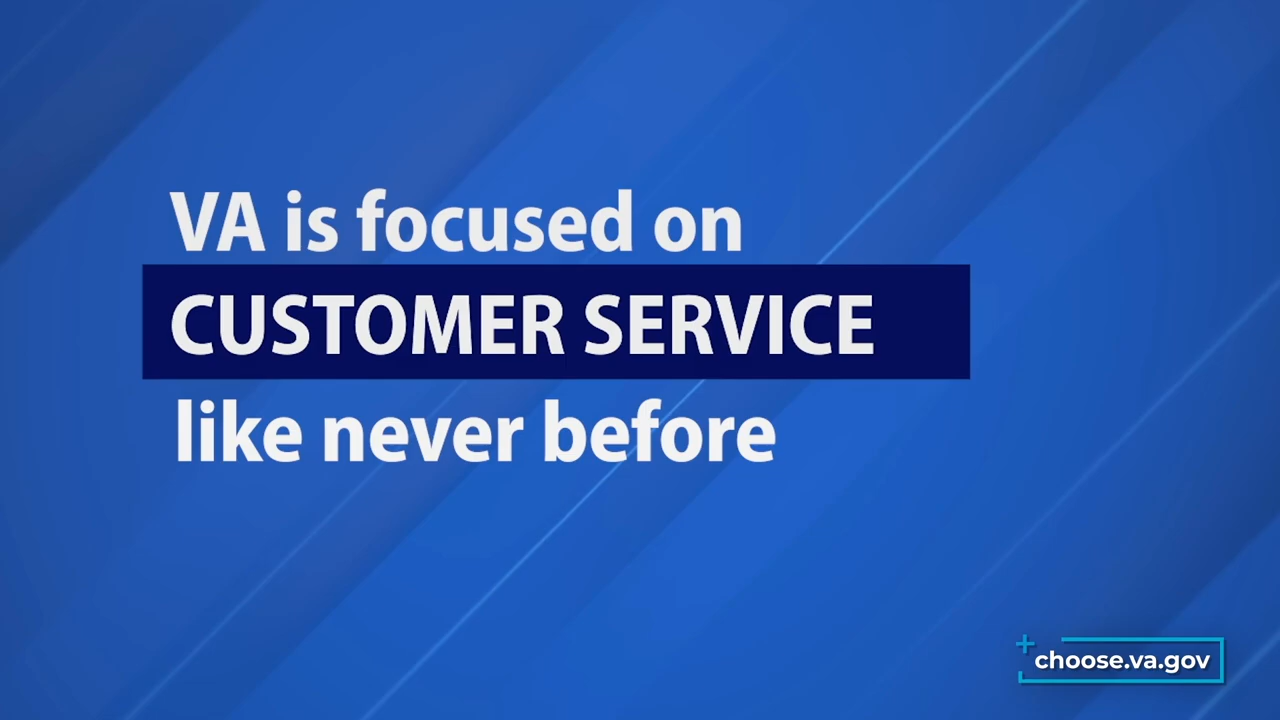 VA is focused on
CUSTOMER SERVICE
like never before
choose.va.gov